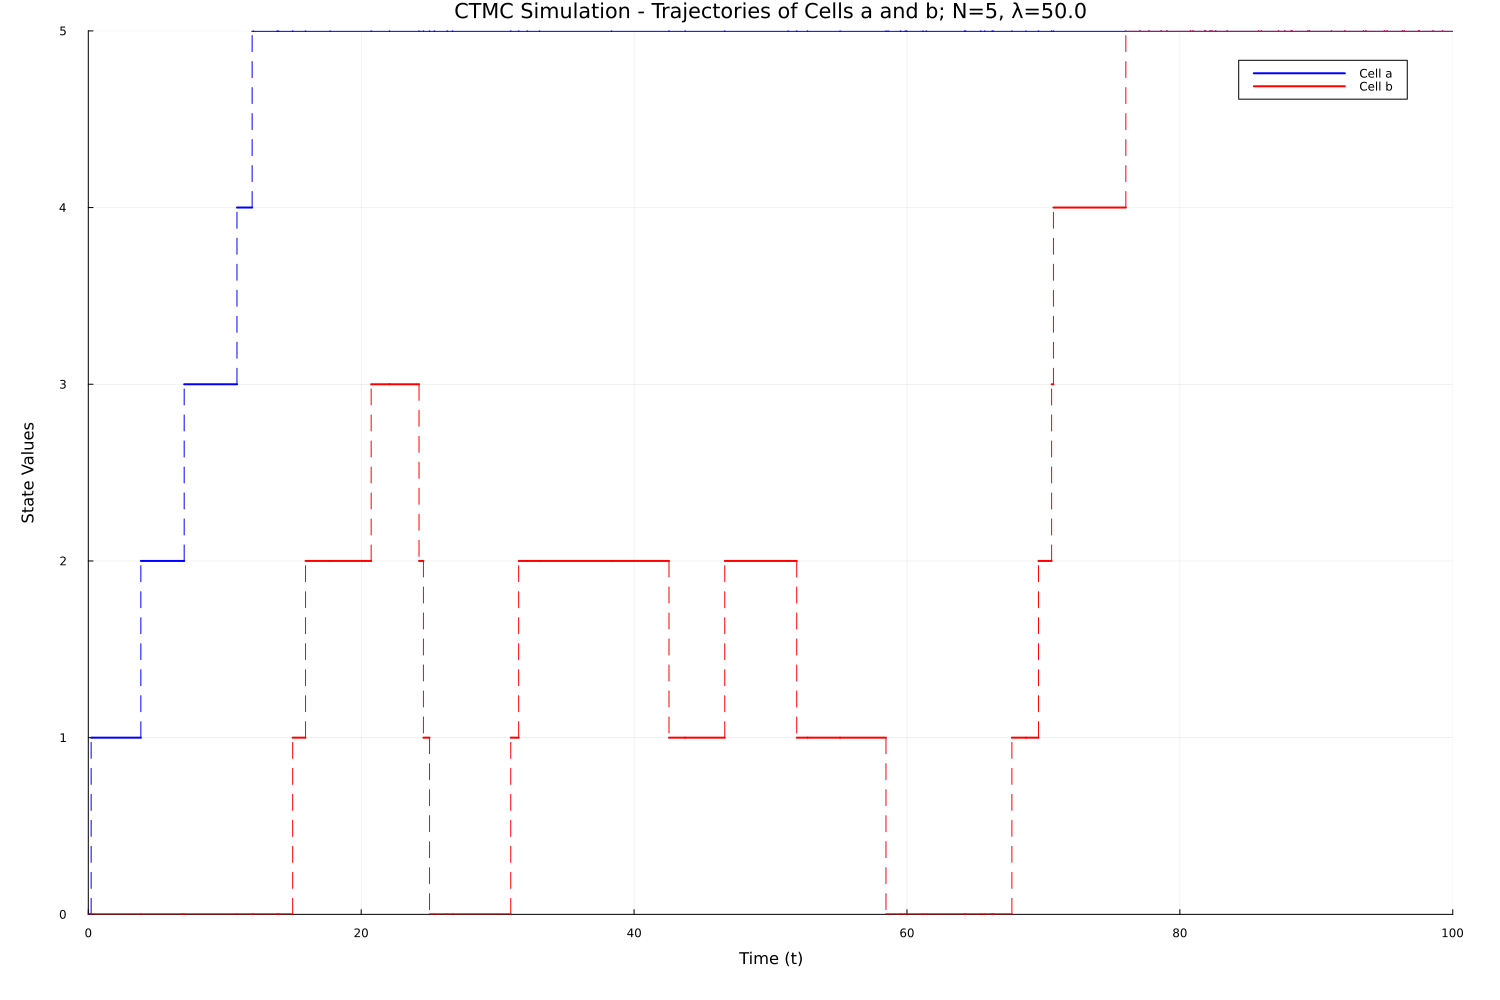 CTMC Simulation - Trajectories of Cells a and b; N=5, λ=50.0
5
4
3
2
1
0
State Values
Cell a
Cell b
0 20 40 60 80 100
Time (t)